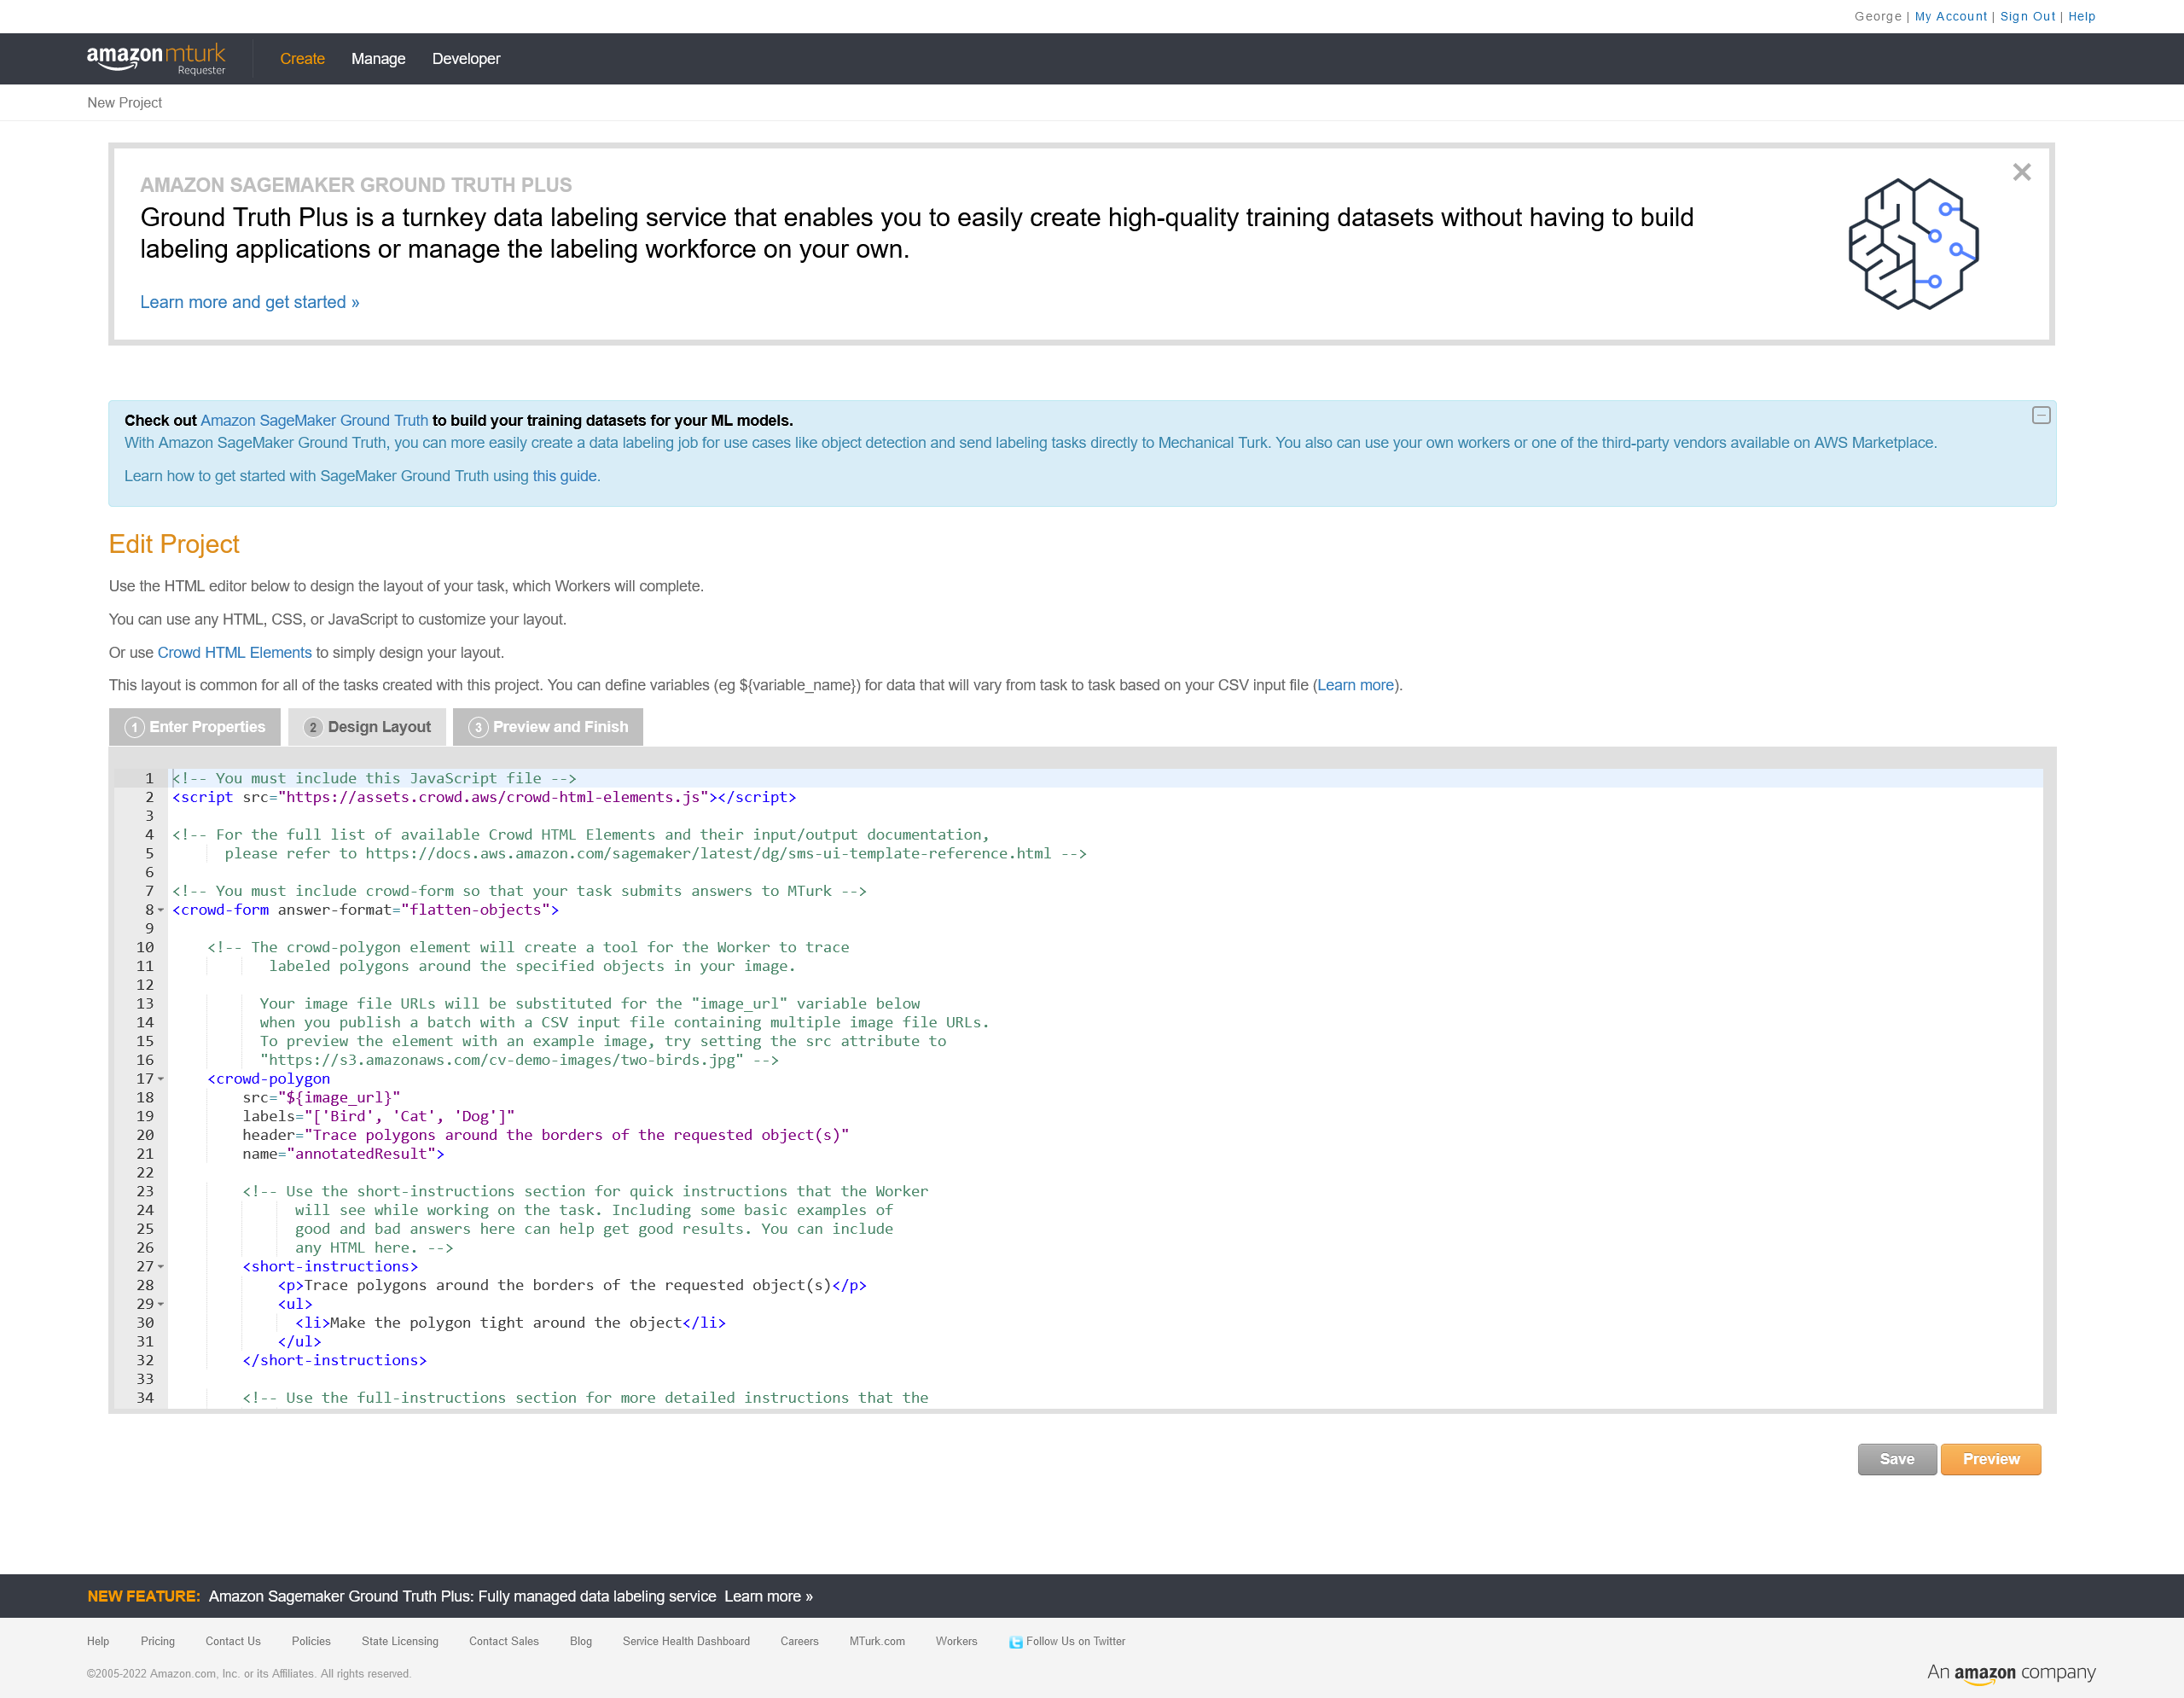 George | My Account | Sign Out | Help
amazon mturk
Requester
Create Manage Developer
New Project
AMAZON SAGEMAKER GROUND TRUTH PLUS
Ground Truth Plus is a turnkey data labeling service that enables you to easily create high-quality training datasets without having to build
labeling applications or manage the labeling workforce on your own.
Learn more and get started »
Check out Amazon SageMaker Ground Truth to build your training datasets for your ML models.
With Amazon SageMaker Ground Truth, you can more easily create a data labeling job for use cases like object detection and send labeling tasks directly to Mechanical Turk. You also can use your own workers or one of the third-party vendors available on AWS Marketplace.
Learn how to get started with SageMaker Ground Truth using this guide.
Edit Project
Use the HTML editor below to design the layout of your task, which Workers will complete.
You can use any HTML, CSS, or JavaScript to customize your layout.
Or use Crowd HTML Elements to simply design your layout.
This layout is common for all of the tasks created with this project. You can define variables (eg ${variable_name}) for data that will vary from task to task based on your CSV input file (Learn more).
1 Enter Properties 2 Design Layout 3 Preview and Finish
1 <!-- You must include this JavaScript file -->
2 <script src="https://assets.crowd.aws/crowd-html-elements.js"></script>
3
4 <!-- For the full list of available Crowd HTML Elements and their input/output documentation,
5 please refer to https://docs.aws.amazon.com/sagemaker/latest/dg/sms-ui-template-reference.html -->
6
7 <!-- You must include crowd-form so that your task submits answers to MTurk -->
8 <crowd-form answer-format="flatten-objects">
9
10 <!-- The crowd-polygon element will create a tool for the Worker to trace
11 labeled polygons around the specified objects in your image.
12
13 Your image file URLs will be substituted for the "image_url" variable below
14 when you publish a batch with a CSV input file containing multiple image file URLs.
15 To preview the element with an example image, try setting the src attribute to
16 "https://s3.amazonaws.com/cv-demo-images/two-birds.jpg" -->
17 <crowd-polygon
18 src="${image_url}"
19 labels="['Bird', 'Cat', 'Dog']"
20 header="Trace polygons around the borders of the requested object(s)"
21 name="annotatedResult">
22
23 <!-- Use the short-instructions section for quick instructions that the Worker
24 will see while working on the task. Including some basic examples of
25 good and bad answers here can help get good results. You can include
26 any HTML here. -->
27 <short-instructions>
28 <p>Trace polygons around the borders of the requested object(s)</p>
29 <ul>
30 <li>Make the polygon tight around the object</li>
31 </ul>
32 </short-instructions>
33
34 <!-- Use the full-instructions section for more detailed instructions that the
Save Preview
NEW FEATURE: Amazon Sagemaker Ground Truth Plus: Fully managed data labeling service Learn more »
Help Pricing Contact Us Policies State Licensing Contact Sales Blog Service Health Dashboard Careers MTurk.com Workers Follow Us on Twitter
©2005-2022 Amazon.com, Inc. or its Affiliates. All rights reserved.
An amazon company